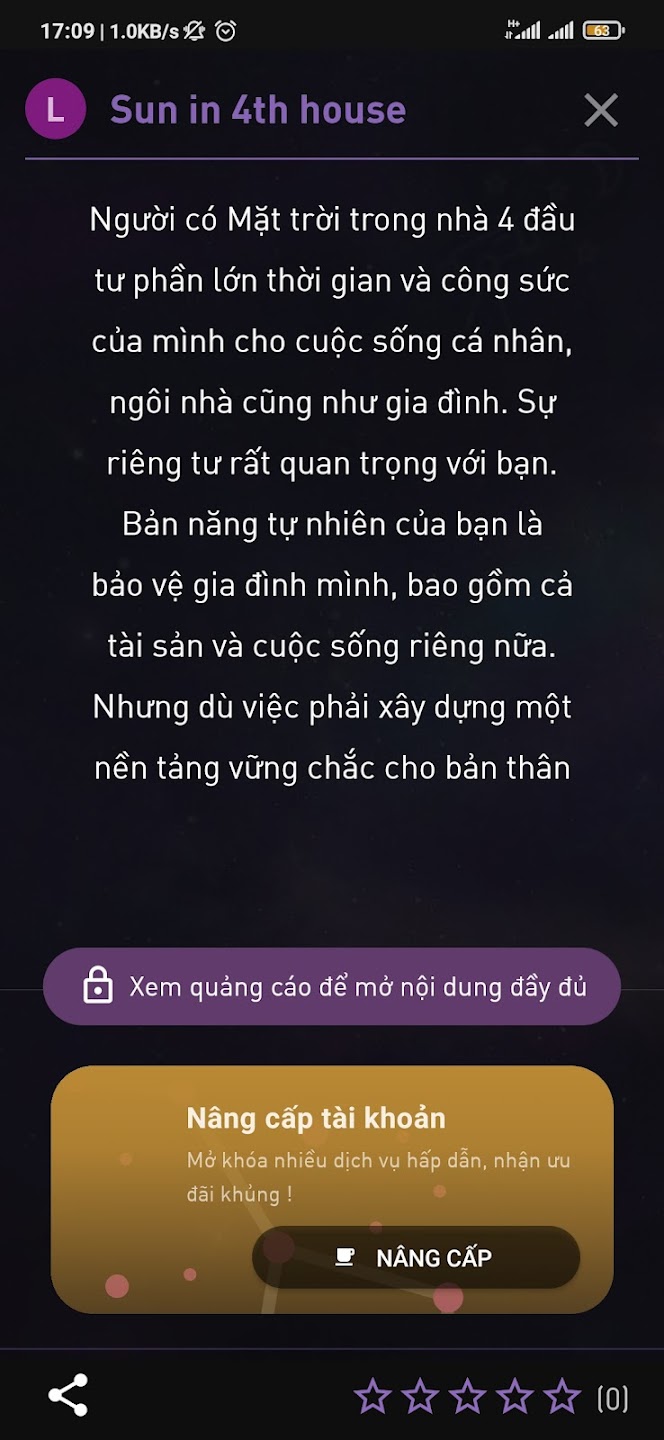 17:09 | 1.0KB/s
H+
63
L
Sun in 4th house
Người có Mặt trời trong nhà 4 đầu
tư phần lớn thời gian và công sức
của mình cho cuộc sống cá nhân,
ngôi nhà cũng như gia đình. Sự
riêng tư rất quan trọng với bạn.
Bản năng tự nhiên của bạn là
bảo vệ gia đình mình, bao gồm cả
tài sản và cuộc sống riêng nữa.
Nhưng dù việc phải xây dựng một
nền tảng vững chắc cho bản thân
Xem quảng cáo để mở nội dung đầy đủ
Nâng cấp tài khoản
Mở khóa nhiều dịch vụ hấp dẫn, nhận ưu
đãi khủng !
NÂNG CẤP
(0)